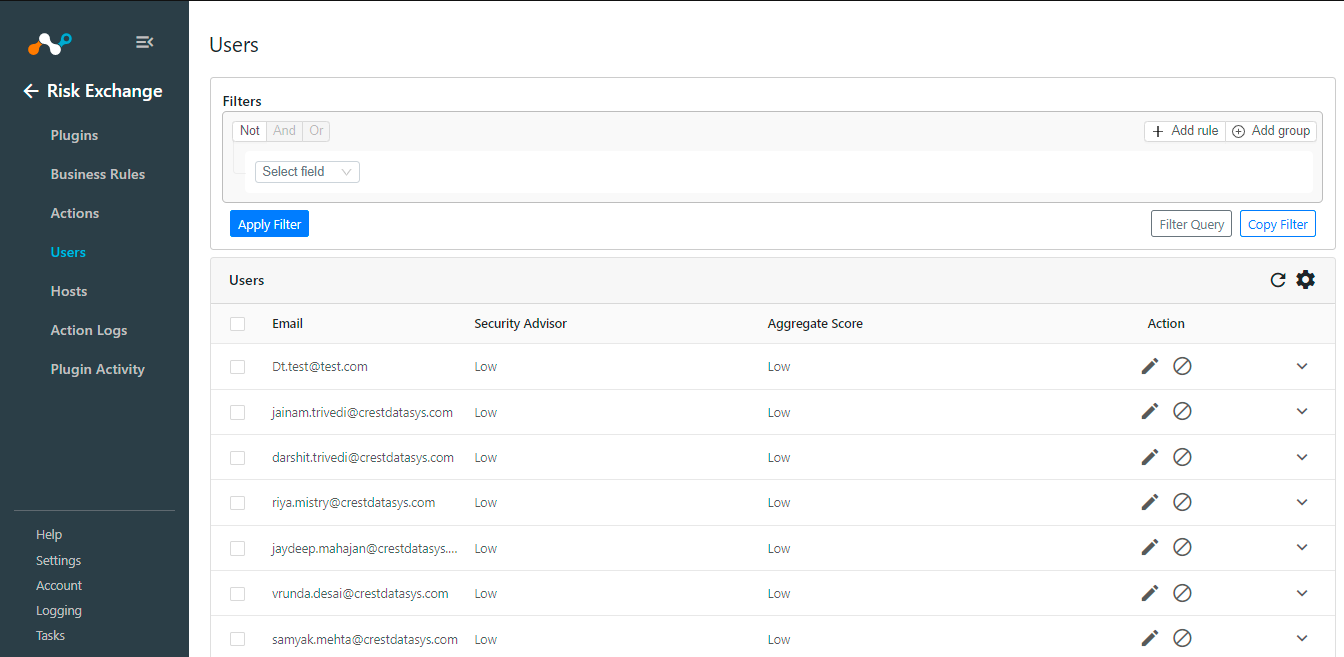 Risk Exchange
Plugins
Business Rules
Actions
Users
Hosts
Action Logs
Plugin Activity
Help
Settings
Account
Logging
Tasks
Users
Filters
Not And Or Add rule Add group
Select field
Apply Filter Filter Query Copy Filter
Users
Email Security Advisor Aggregate Score Action
Dt.test@test.com Low Low
jainam.trivedi@crestdatasys.com Low Low
darshit.trivedi@crestdatasys.com Low Low
riya.mistry@crestdatasys.com Low Low
jaydeep.mahajan@crestdatasys.... Low Low
vrunda.desai@crestdatasys.com Low Low
samyak.mehta@crestdatasys.com Low Low